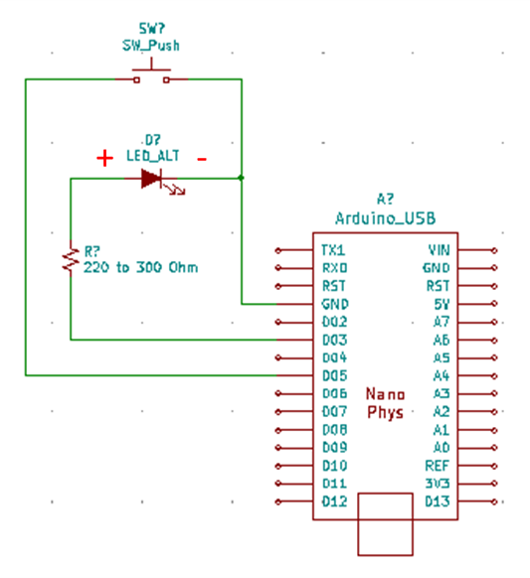 SW?
SW_Push
D?
+ LED_ALT -
R?
220 to 300 Ohm
A?
Arduino_USB
TX1 VIN
RX0 GND
RST RST
GND 5V
D02 A7
D03 A6
D04 A5
D05 A4
D06 Nano A3
D07 Phys A2
D08 A1
D09 A0
D10 REF
D11 3V3
D12 D13